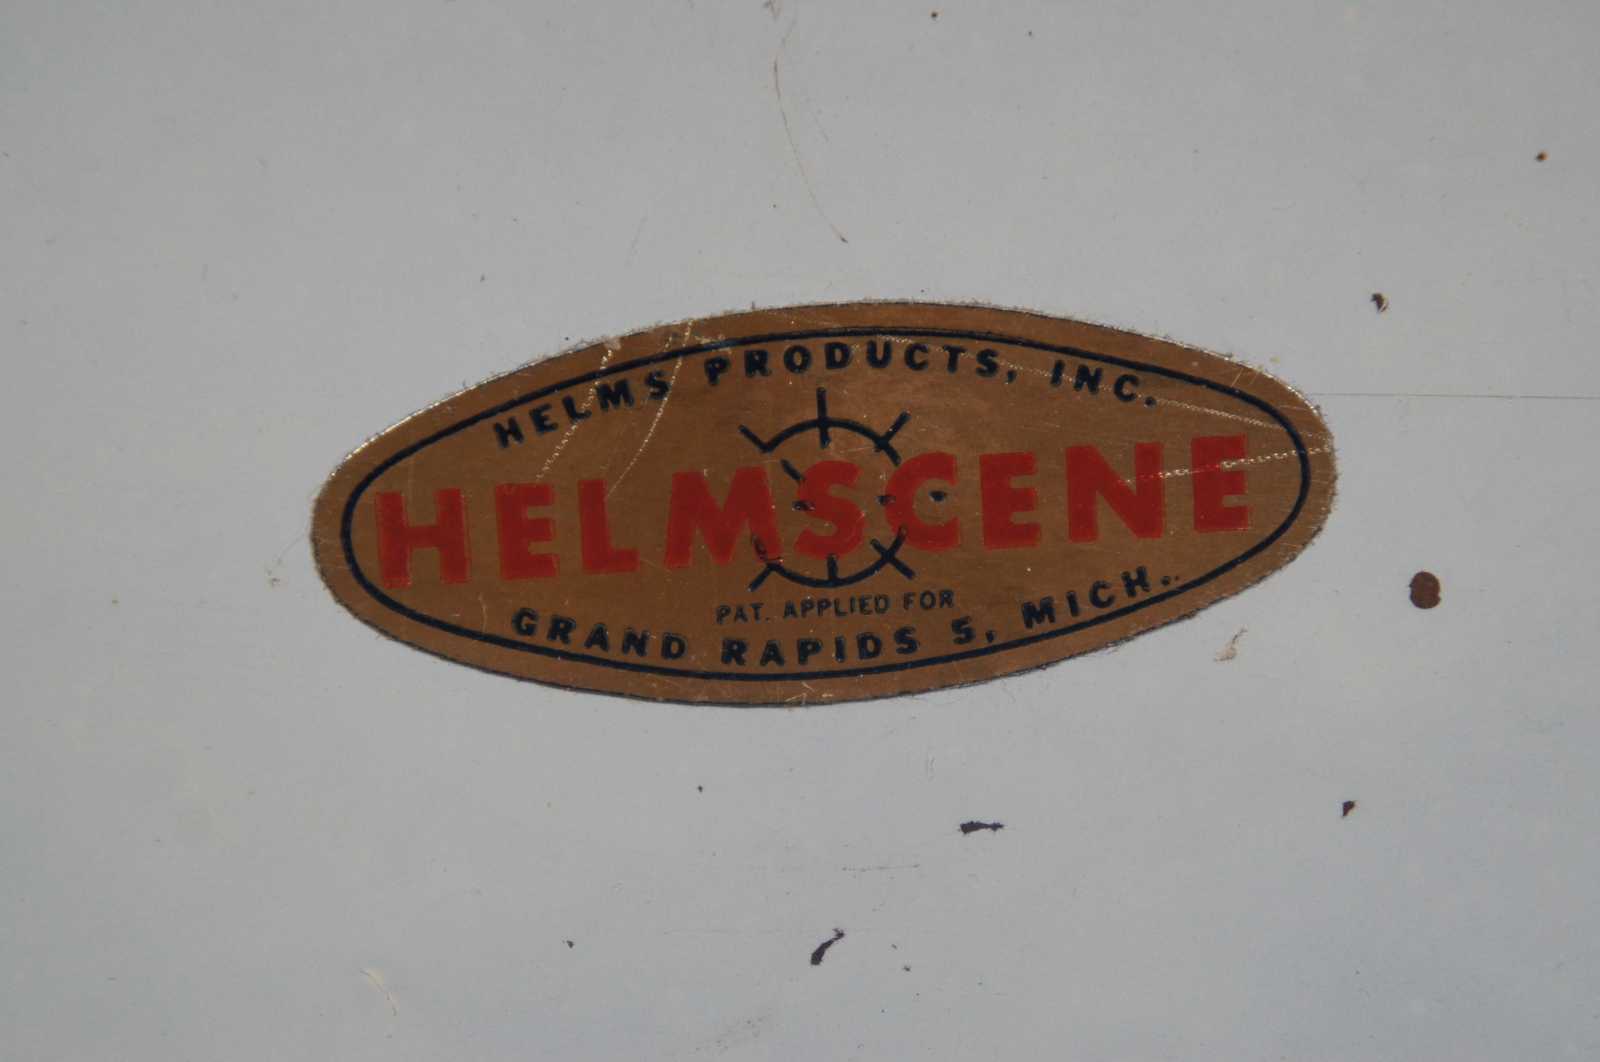 HELMS PRODUCTS, INC.
HELMSCENE
PAT. APPLIED FOR
GRAND RAPIDS 5, MICH.